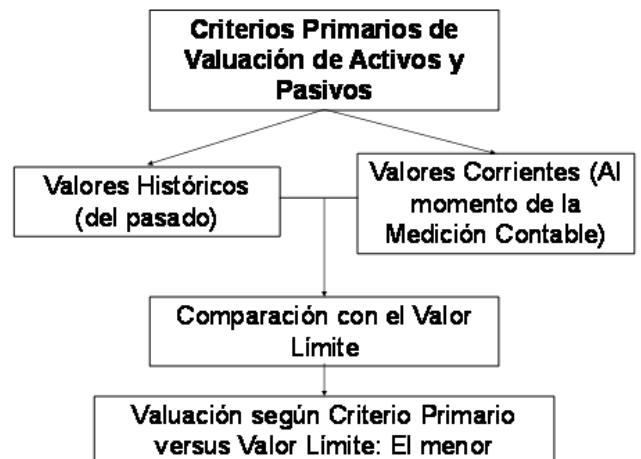 Criterios Primarios de
Valuación de Activos y
Pasivos
Valores Históricos
(del pasado)
Valores Corrientes (Al
momento de la
Medición Contable)
Comparación con el Valor
Límite
Valuación según Criterio Primario
versus Valor Límite: El menor